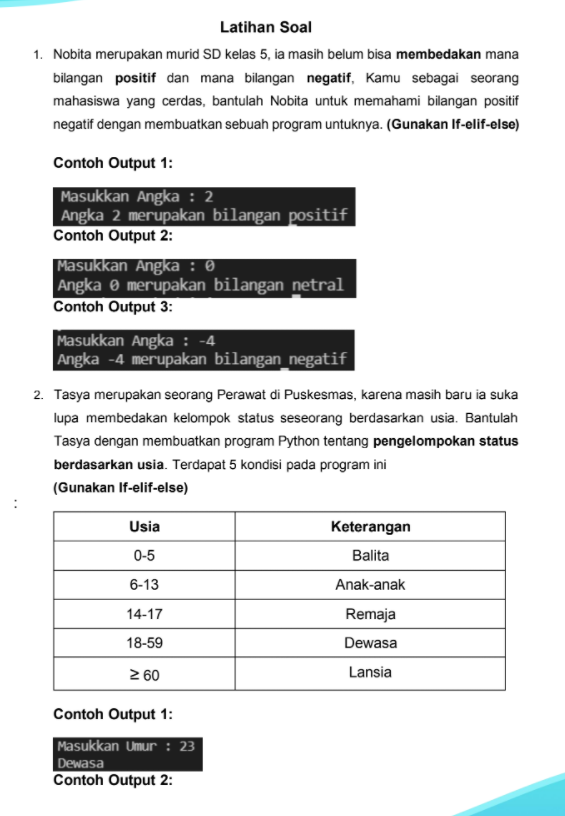 Latihan Soal
1. Nobita merupakan murid SD kelas 5, ia masih belum bisa membedakan mana
bilangan positif dan mana bilangan negatif, Kamu sebagai seorang
mahasiswa yang cerdas, bantulah Nobita untuk memahami bilangan positif
negatif dengan membuatkan sebuah program untuknya. (Gunakan If-elif-else)
Contoh Output 1:
Masukkan Angka : 2
Angka 2 merupakan bilangan positif
Contoh Output 2:
Masukkan Angka : 0
Angka 0 merupakan bilangan netral
Contoh Output 3:
Masukkan Angka : -4
Angka -4 merupakan bilangan negatif
2. Tasya merupakan seorang Perawat di Puskesmas, karena masih baru ia suka
lupa membedakan kelompok status seseorang berdasarkan usia. Bantulah
Tasya dengan membuatkan program Python tentang pengelompokan status
berdasarkan usia. Terdapat 5 kondisi pada program ini
(Gunakan If-elif-else)
:
Usia Keterangan
0-5 Balita
6-13 Anak-anak
14-17 Remaja
18-59 Dewasa
≥ 60 Lansia
Contoh Output 1:
Masukkan Umur : 23
Dewasa
Contoh Output 2: